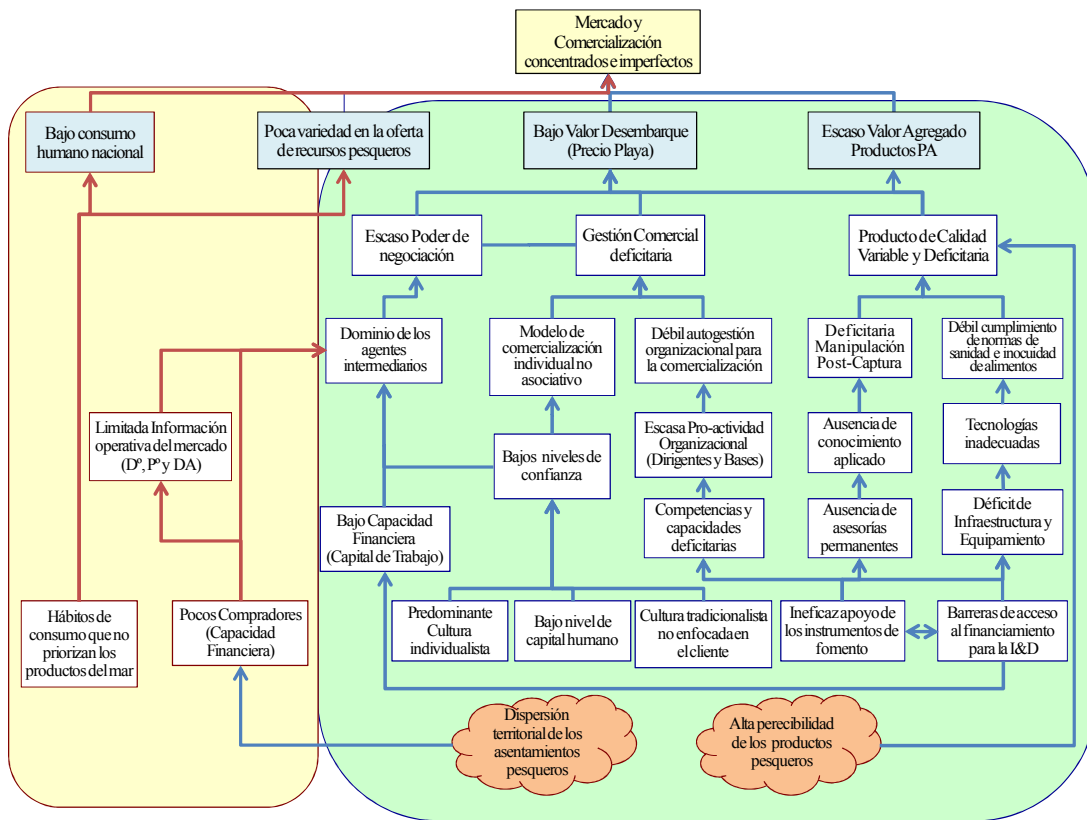 Mercado y
Comercialización
concentrados e imperfectos
Bajo consumo
humano nacional
Poca variedad en la oferta
de recursos pesqueros
Bajo Valor Desembarque
(Precio Playa)
Escaso Valor Agregado
Productos PA
Escaso Poder de
negociación
Gestión Comercial
deficitaria
Producto de Calidad
Variable y Deficitaria
Dominio de los
agentes
intermediarios
Modelo de
comercialización
individual no
asociativo
Débil autogestión
organizacional para
la comercialización
Deficitaria
Manipulación
Post-Captura
Débil cumplimiento
de normas de
sanidad e inocuidad
de alimentos
Limitada Información
operativa del mercado
(Dº, Pº y DA)
Bajos niveles de
confianza
Escasa Pro-actividad
Organizacional
(Dirigentes y Bases)
Ausencia de
conocimiento
aplicado
Tecnologías
inadecuadas
Bajo Capacidad
Financiera
(Capital de Trabajo)
Competencias y
capacidades
deficitarias
Ausencia de
asesorías
permanentes
Déficit de
Infraestructura y
Equipamiento
Hábitos de
consumo que no
priorizan los
productos del mar
Pocos Compradores
(Capacidad
Financiera)
Predominante
Cultura
individualista
Bajo nivel de
capital humano
Cultura tradicionalista
no enfocada en
el cliente
Ineficaz apoyo de
los instrumentos de
fomento
Barreras de acceso
al financiamiento
para la I&D
Dispersión
territorial de los
asentamientos
pesqueros
Alta perecibilidad
de los productos
pesqueros